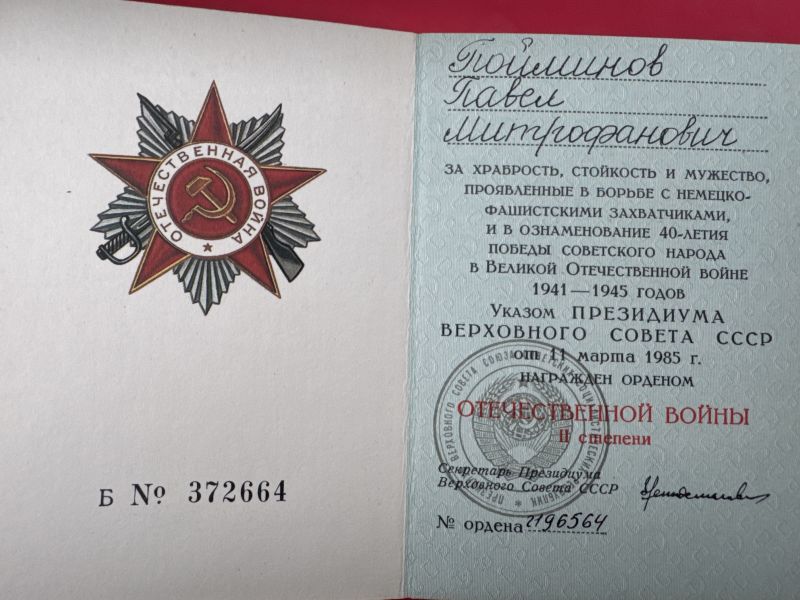 ОТЕЧЕСТВЕННАЯ ВОЙНА
Б № 372664
Пойминов
Павел
Митрофанович
ЗА ХРАБРОСТЬ, СТОЙКОСТЬ И МУЖЕСТВО,
ПРОЯВЛЕННЫЕ В БОРЬБЕ С НЕМЕЦКО-
ФАШИСТСКИМИ ЗАХВАТЧИКАМИ,
И В ОЗНАМЕНОВАНИЕ 40-ЛЕТИЯ
ПОБЕДЫ СОВЕТСКОГО НАРОДА
В ВЕЛИКОЙ ОТЕЧЕСТВЕННОЙ ВОЙНЕ
1941—1945 ГОДОВ
УКАЗОМ ПРЕЗИДИУМА
ВЕРХОВНОГО СОВЕТА СССР
от 11 марта 1985 г.
НАГРАЖДЕН ОРДЕНОМ
ОТЕЧЕСТВЕННОЙ ВОЙНЫ
II степени
Секретарь Президиума
Верховного Совета СССР
№ ордена 2196564